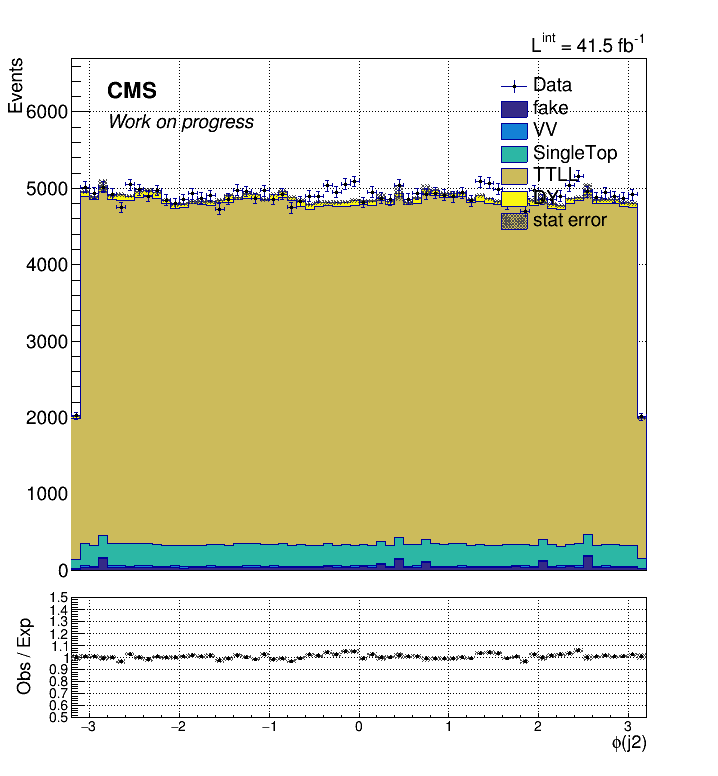 L^int = 41.5 fb^-1
Events
CMS
Work on progress
Data
fake
VV
SingleTop
TTLL
DY
stat error
6000
5000
4000
3000
2000
1000
0
Obs / Exp
1.5
1.4
1.3
1.2
1.1
1
0.9
0.8
0.7
0.6
0.5
−3 −2 −1 0 1 2 3
ϕ(j2)